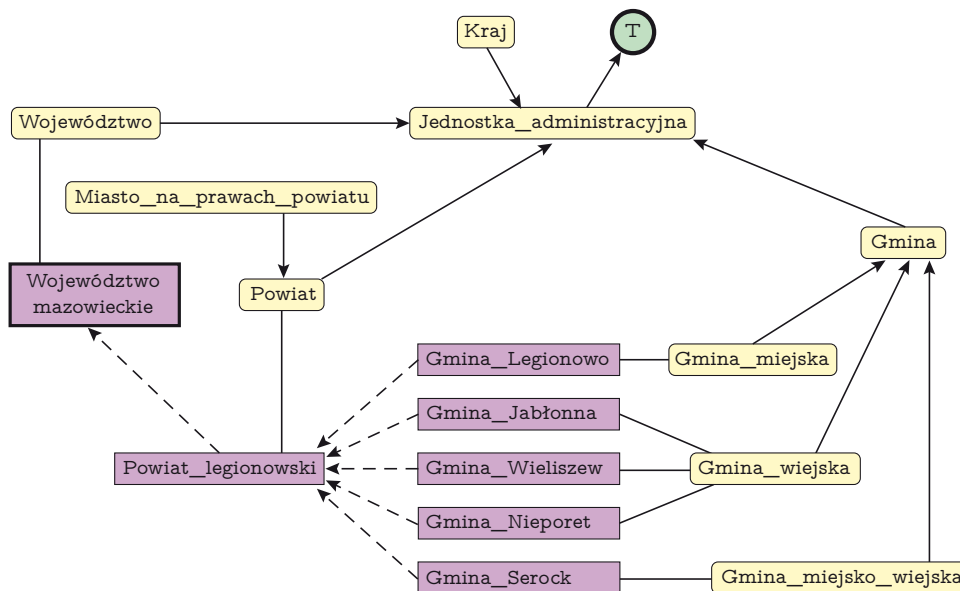 Kraj
T
Województwo
Jednostka_administracyjna
Miasto_na_prawach_powiatu
Gmina
Województwo
mazowieckie
Powiat
Gmina_Legionowo
Gmina_miejska
Gmina_Jabłonna
Powiat_legionowski
Gmina_Wieliszew
Gmina_wiejska
Gmina_Nieporet
Gmina_Serock
Gmina_miejsko_wiejska